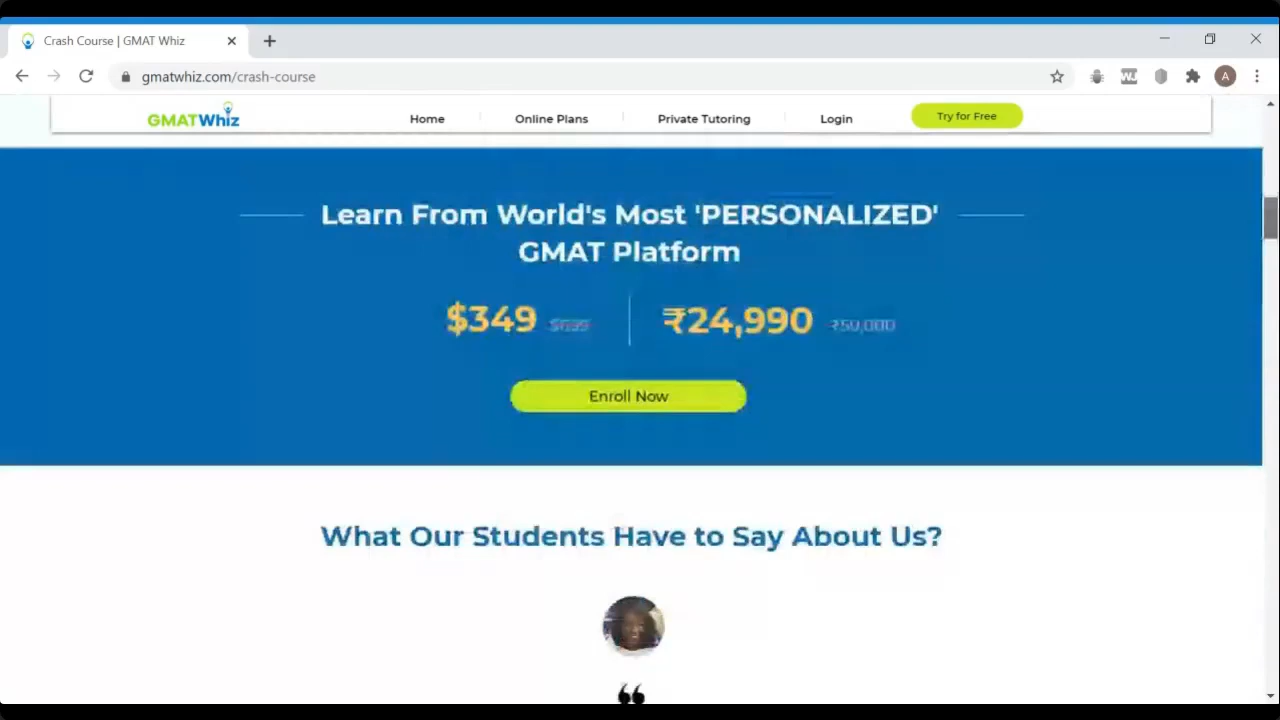 Crash Course | GMAT Whiz
gmatwhiz.com/crash-course
A
GMATWhiz
Home
Online Plans
Private Tutoring
Login
Try for Free
Learn From World's Most 'PERSONALIZED'
GMAT Platform
$349
₹24,990 ₹50,000
Enroll Now
What Our Students Have to Say About Us?
“